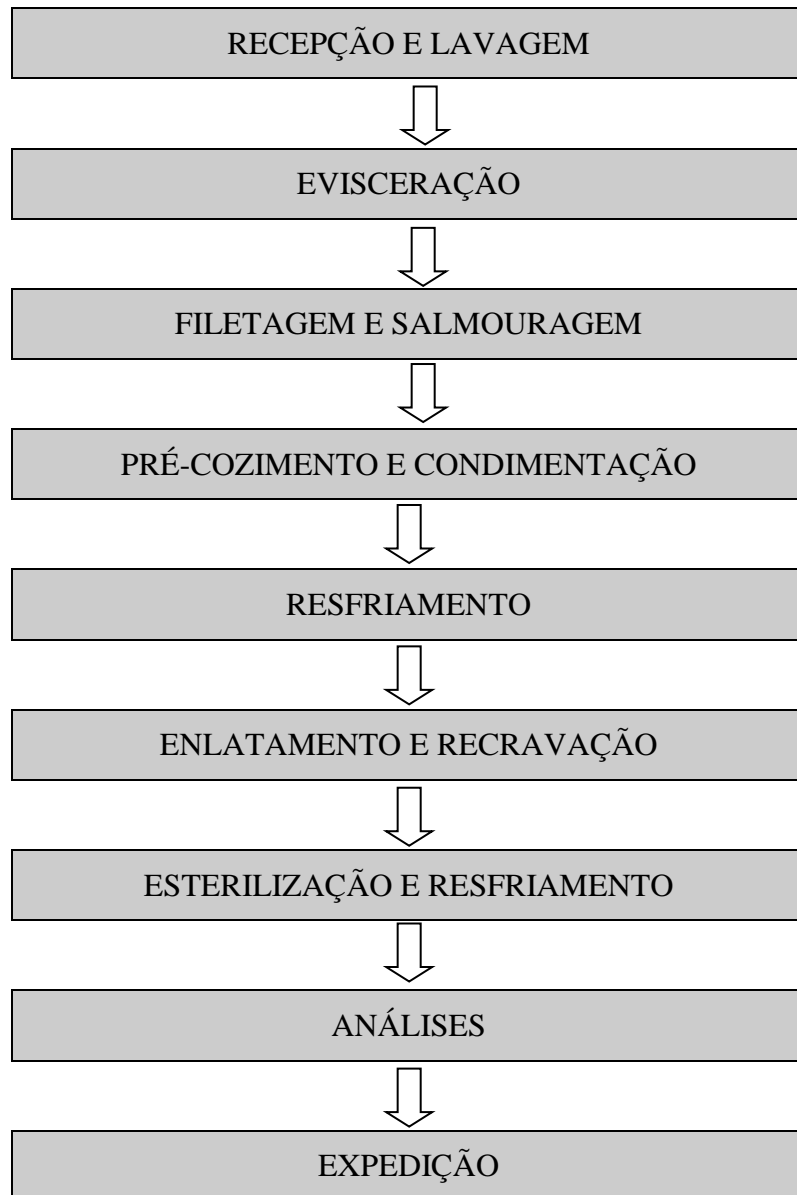 RECEPÇÃO E LAVAGEM
EVISCERAÇÃO
FILETAGEM E SALMOURAGEM
PRÉ-COZIMENTO E CONDIMENTAÇÃO
RESFRIAMENTO
ENLATAMENTO E RECRAVAÇÃO
ESTERILIZAÇÃO E RESFRIAMENTO
ANÁLISES
EXPEDIÇÃO